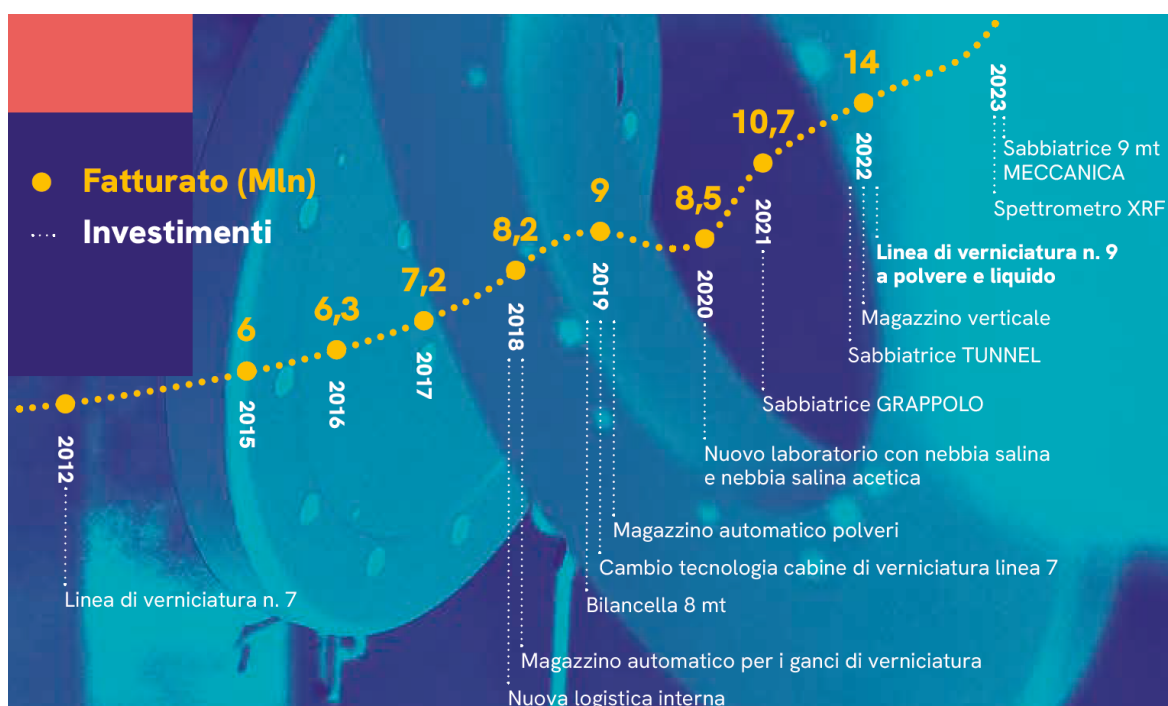 Fatturato (Mln)
Investimenti
2012
Linea di verniciatura n. 7
6
2015
6,3
2016
7,2
2017
8,2
2018
Magazzino automatico per i ganci di verniciatura
Nuova logistica interna
9
2019
Magazzino automatico polveri
Cambio tecnologia cabine di verniciatura linea 7
Bilancella 8 mt
8,5
2020
Nuovo laboratorio con nebbia salina
e nebbia salina acetica
10,7
2021
Sabbiatrice GRAPPOLO
14
2022
Linea di verniciatura n. 9
a polvere e liquido
Magazzino verticale
Sabbiatrice TUNNEL
2023
Sabbiatrice 9 mt
MECCANICA
Spettrometro XRF